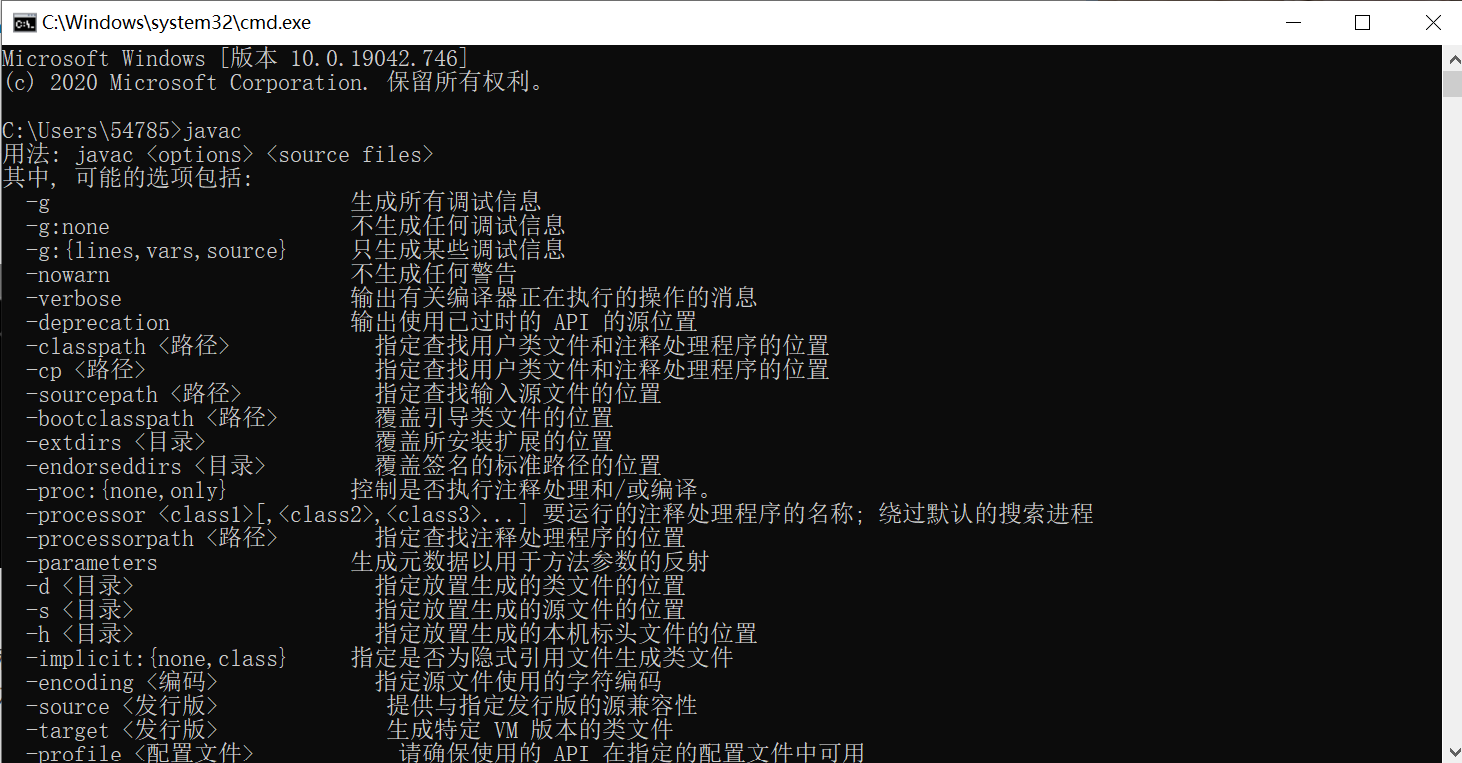 C:\Windows\system32\cmd.exe
Microsoft Windows [版本 10.0.19042.746]
(c) 2020 Microsoft Corporation. 保留所有权利。
C:\Users\54785>javac
用法: javac <options> <source files>
其中, 可能的选项包括:
-g 生成所有调试信息
-g:none 不生成任何调试信息
-g:{lines,vars,source} 只生成某些调试信息
-nowarn 不生成任何警告
-verbose 输出有关编译器正在执行的操作的消息
-deprecation 输出使用已过时的 API 的源位置
-classpath <路径> 指定查找用户类文件和注释处理程序的位置
-cp <路径> 指定查找用户类文件和注释处理程序的位置
-sourcepath <路径> 指定查找输入源文件的位置
-bootclasspath <路径> 覆盖引导类文件的位置
-extdirs <目录> 覆盖所安装扩展的位置
-endorseddirs <目录> 覆盖签名的标准路径的位置
-proc:{none,only} 控制是否执行注释处理和/或编译。
-processor <class1>[,<class2>,<class3>...] 要运行的注释处理程序的名称; 绕过默认的搜索进程
-processorpath <路径> 指定查找注释处理程序的位置
-parameters 生成元数据以用于方法参数的反射
-d <目录> 指定放置生成的类文件的位置
-s <目录> 指定放置生成的源文件的位置
-h <目录> 指定放置生成的本机标头文件的位置
-implicit:{none,class} 指定是否为隐式引用文件生成类文件
-encoding <编码> 指定源文件使用的字符编码
-source <发行版> 提供与指定发行版的源兼容性
-target <发行版> 生成特定 VM 版本的类文件
-profile <配置文件> 请确保使用的 API 在指定的配置文件中可用